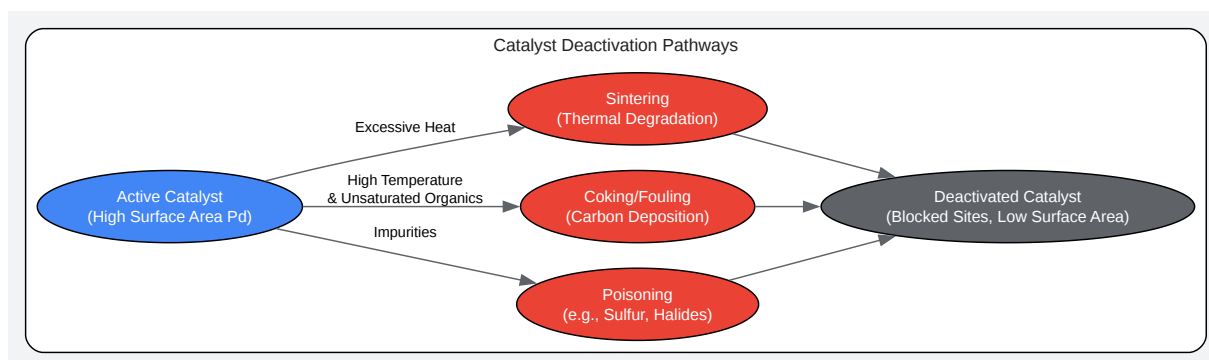 Catalyst Deactivation Pathways
Excessive Heat
Sintering
(Thermal Degradation)
High Temperature
& Unsaturated Organics
Active Catalyst
(High Surface Area Pd)
Coking/Fouling
(Carbon Deposition)
Deactivated Catalyst
(Blocked Sites, Low Surface Area)
Impurities
Poisoning
(e.g., Sulfur, Halides)